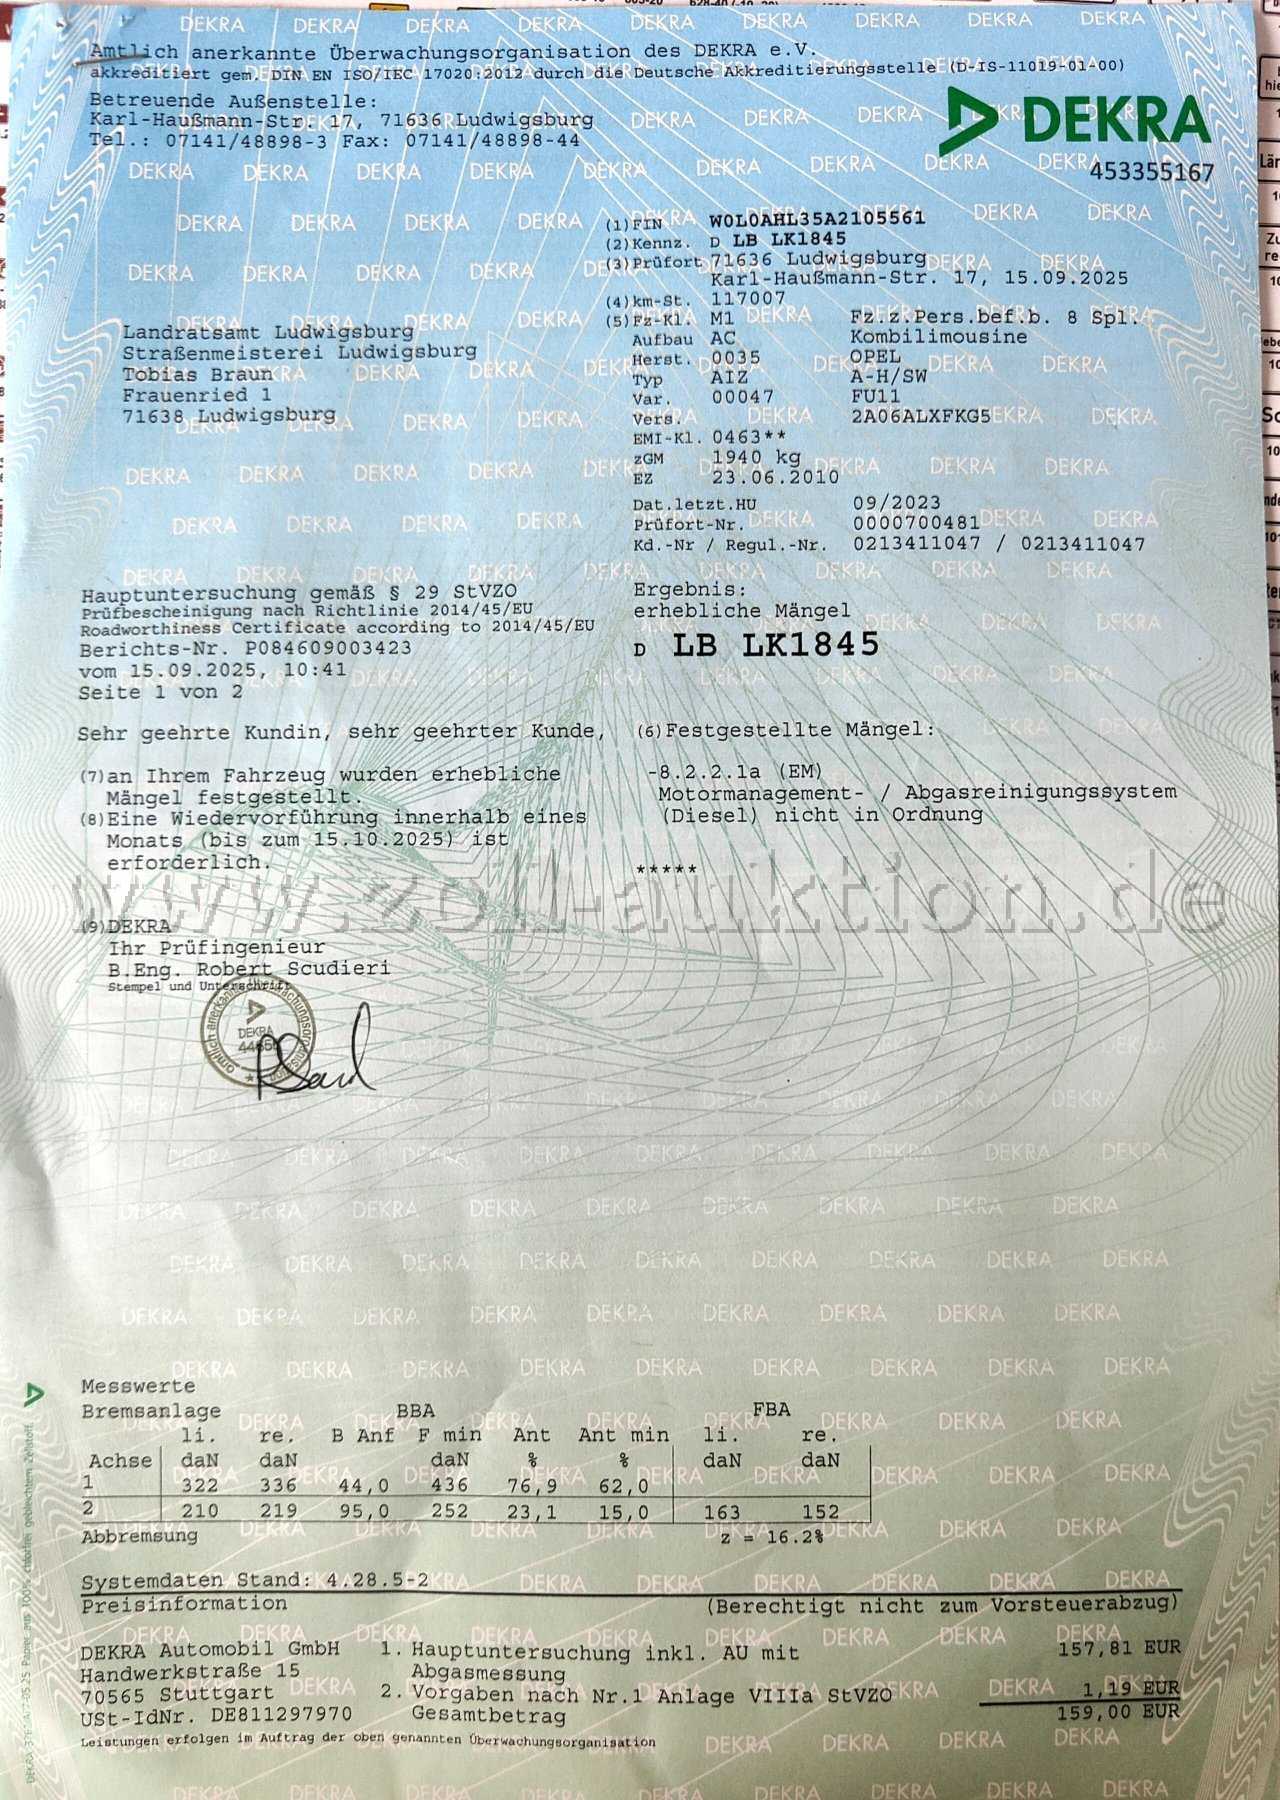 Amtlich anerkannte Überwachungsorganisation des DEKRA e.V.
akkreditiert gem. DIN EN ISO/IEC 17020:2012 durch die Deutsche Akkreditierungsstelle (D-IS-11019-01-00)
Betreuende Außenstelle:
Karl-Haußmann-Str. 17, 71636 Ludwigsburg
Tel.: 07141/48898-3 Fax: 07141/48898-44
DEKRA
453355167
(1)FIN W0L0AHL35A2105561
(2)Kennz. D LB LK1845
(3)Prüfort 71636 Ludwigsburg
Karl-Haußmann-Str. 17, 15.09.2025
(4)km-St. 117007
(5)Fz-Kl. M1 Fz.z.Pers.bef.b. 8 Spl.
Aufbau AC Kombilimousine
Herst. 0035 OPEL
Typ AIZ A-H/SW
Var. 00047 FU11
Vers. 2A06ALXFKG5
EMI-Kl. 0463**
zGM 1940 kg
EZ 23.06.2010
Dat.letzt.HU 09/2023
Prüfort-Nr. 0000700481
Kd.-Nr / Regul.-Nr. 0213411047 / 0213411047
Landratsamt Ludwigsburg
Straßenmeisterei Ludwigsburg
Tobias Braun
Frauenried 1
71638 Ludwigsburg
Hauptuntersuchung gemäß § 29 StVZO
Prüfbescheinigung nach Richtlinie 2014/45/EU
Roadworthiness Certificate according to 2014/45/EU
Berichts-Nr. P084609003423
vom 15.09.2025, 10:41
Seite 1 von 2
Ergebnis:
erhebliche Mängel
D LB LK1845
Sehr geehrte Kundin, sehr geehrter Kunde,
(7)an Ihrem Fahrzeug wurden erhebliche
Mängel festgestellt.
(8)Eine Wiedervorführung innerhalb eines
Monats (bis zum 15.10.2025) ist
erforderlich.
(6)Festgestellte Mängel:
-8.2.2.1a (EM)
Motormanagement- / Abgasreinigungssystem
(Diesel) nicht in Ordnung
*****
www.zoll-auktion.de
(9)DEKRA
Ihr Prüfingenieur
B.Eng. Robert Scudieri
Stempel und Unterschrift
DEKRA
Messwerte
Bremsanlage BBA FBA
li. re. B Anf F min Ant Ant min li. re.
Achse daN daN daN % % daN daN
1 322 336 44,0 436 76,9 62,0
2 210 219 95,0 252 23,1 15,0 163 152
Abbremsung z = 16.2%
Systemdaten Stand: 4.28.5-2
Preisinformation (Berechtigt nicht zum Vorsteuerabzug)
DEKRA Automobil GmbH 1. Hauptuntersuchung inkl. AU mit 157,81 EUR
Handwerkstraße 15 Abgasmessung
70565 Stuttgart 2. Vorgaben nach Nr.1 Anlage VIIIa StVZO 1,19 EUR
USt-IdNr. DE811297970 Gesamtbetrag 159,00 EUR
Leistungen erfolgen im Auftrag der oben genannten Überwachungsorganisation